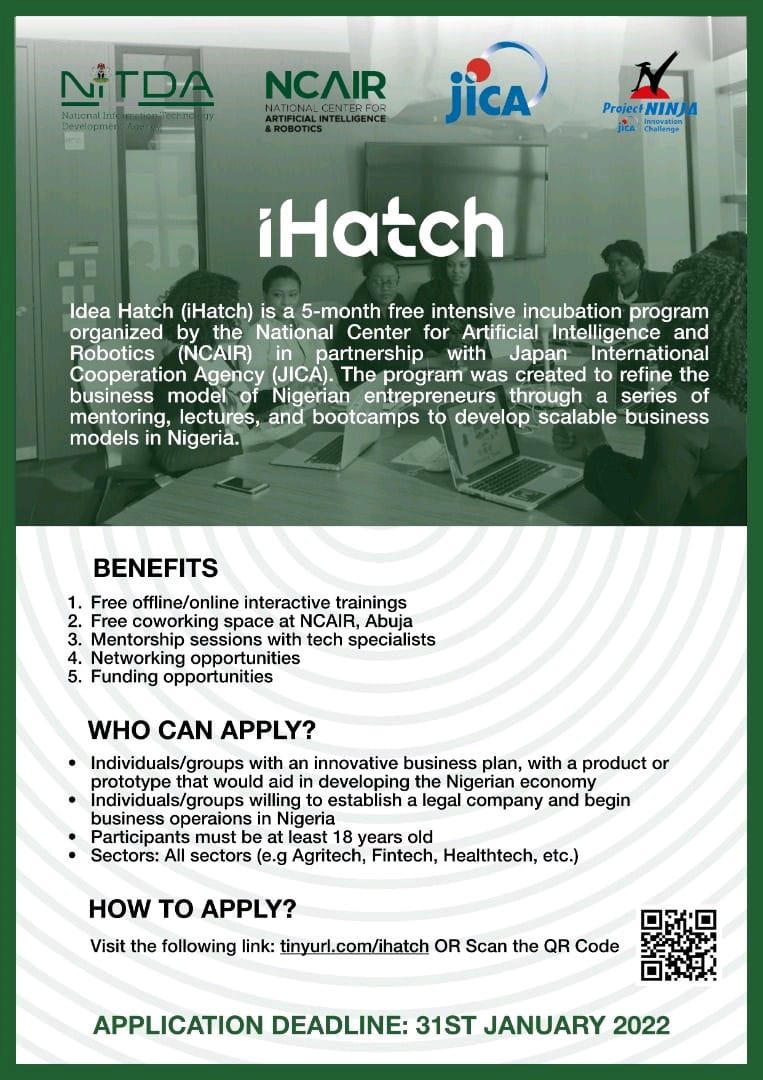 NiTDA
National Information Technology
Development Agency
NCAIR
NATIONAL CENTER FOR
ARTIFICIAL INTELLIGENCE
& ROBOTICS
JICA
Project NINJA
JICA Innovation
Challenge
iHatch
Idea Hatch (iHatch) is a 5-month free intensive incubation program
organized by the National Center for Artificial Intelligence and
Robotics (NCAIR) in partnership with Japan International
Cooperation Agency (JICA). The program was created to refine the
business model of Nigerian entrepreneurs through a series of
mentoring, lectures, and bootcamps to develop scalable business
models in Nigeria.
BENEFITS
1. Free offline/online interactive trainings
2. Free coworking space at NCAIR, Abuja
3. Mentorship sessions with tech specialists
4. Networking opportunities
5. Funding opportunities
WHO CAN APPLY?
• Individuals/groups with an innovative business plan, with a product or
prototype that would aid in developing the Nigerian economy
• Individuals/groups willing to establish a legal company and begin
business operaions in Nigeria
• Participants must be at least 18 years old
• Sectors: All sectors (e.g Agritech, Fintech, Healthtech, etc.)
HOW TO APPLY?
Visit the following link: tinyurl.com/ihatch OR Scan the QR Code
APPLICATION DEADLINE: 31ST JANUARY 2022